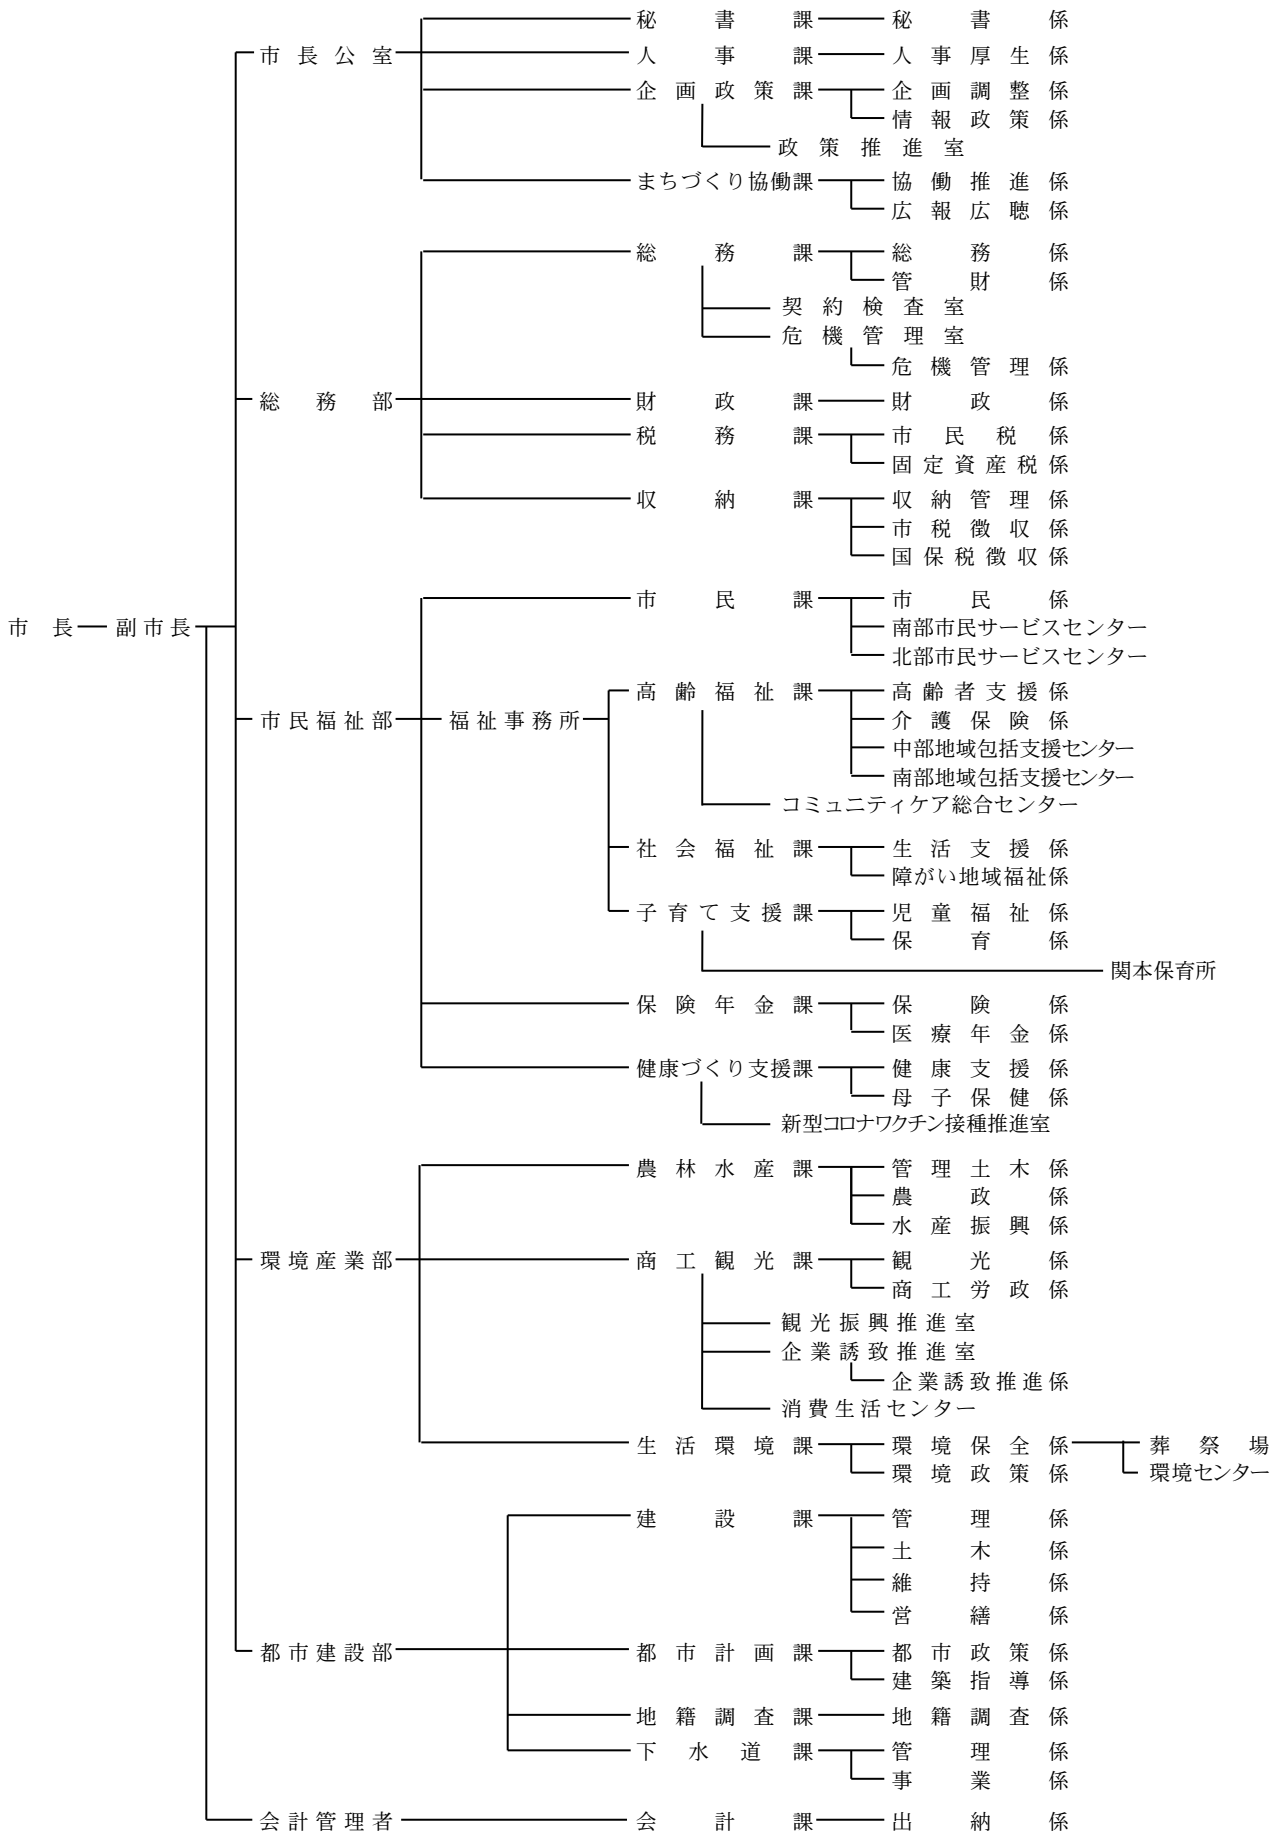 秘書課 秘書係
市長公室 人事課 人事厚生係
企画政策課 企画調整係
情報政策係
政策推進室
まちづくり協働課 協働推進係
広報広聴係
総務課 総務係
管財係
契約検査室
危機管理室
危機管理係
総務部 財政課 財政係
税務課 市民税係
固定資産税係
収納課 収納管理係
市税徴収係
国保税徴収係
市民課 市民係
市長 副市長 南部市民サービスセンター
北部市民サービスセンター
高齢福祉課 高齢者支援係
市民福祉部 福祉事務所 介護保険係
中部地域包括支援センター
南部地域包括支援センター
コミュニティケア総合センター
社会福祉課 生活支援係
障がい地域福祉係
子育て支援課 児童福祉係
保育係
関本保育所
保険年金課 保険係
医療年金係
健康づくり支援課 健康支援係
母子保健係
新型コロナワクチン接種推進室
農林水産課 管理土木係
農政係
水産振興係
環境産業部 商工観光課 観光係
商工労政係
観光振興推進室
企業誘致推進室
企業誘致推進係
消費生活センター
生活環境課 環境保全係 葬祭場
環境政策係 環境センター
建設課 管理係
土木係
維持係
営繕係
都市建設部 都市計画課 都市政策係
建築指導係
地籍調査課 地籍調査係
下水道課 管理係
事業係
会計管理者 会計課 出納係